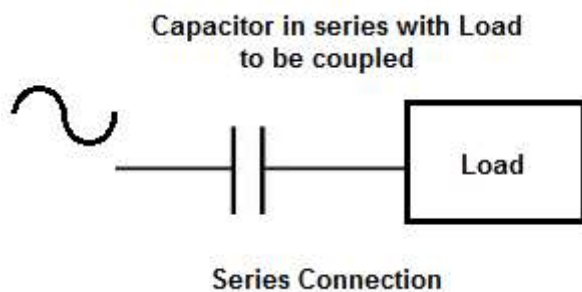 Capacitor in series with Load
to be coupled
Load
Series Connection